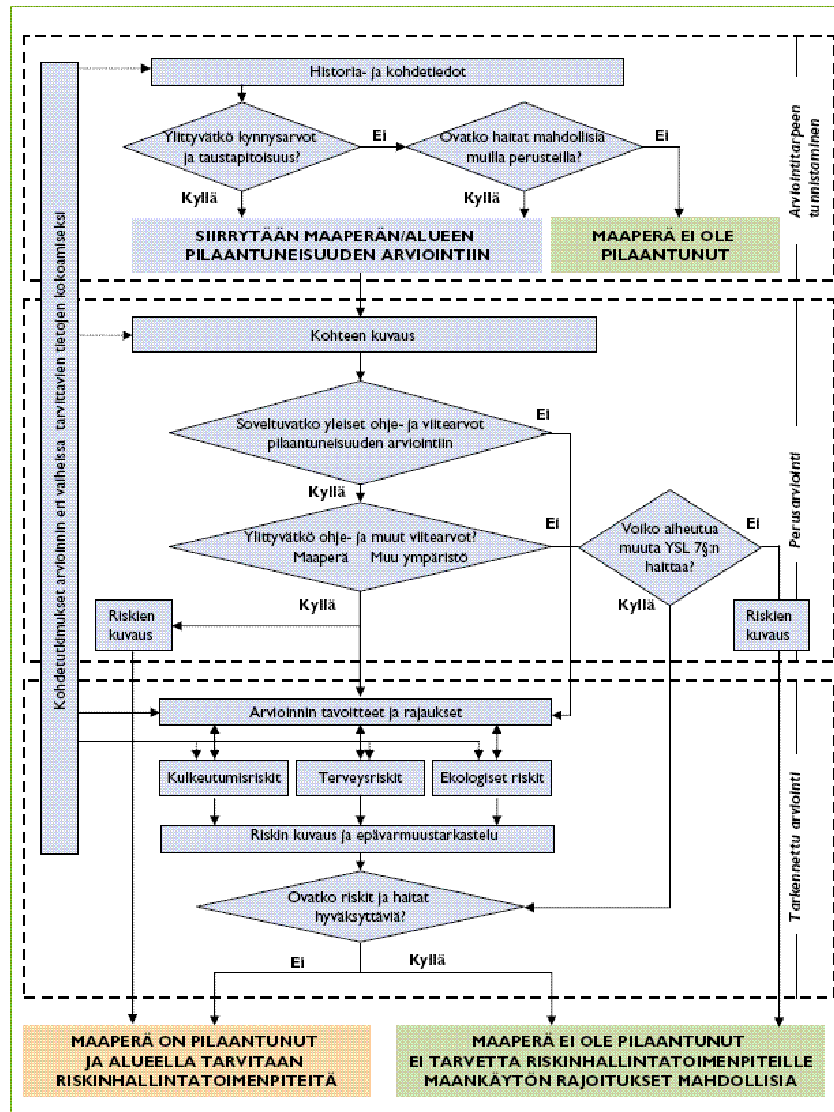 Historia- ja kohdetiedot
Ylittyvätkö kynnysarvot
ja taustapitoisuus?
Ei
Ovatko haitat mahdollisia
muilla perusteilla?
Ei
Kyllä
Kyllä
SIIRRYTÄÄN MAAPERÄN/ALUEEN
PILAANTUNEISUUDEN ARVIOINTIIN
MAAPERÄ EI OLE
PILAANTUNUT
Arviointitarpeen
tunnistaminen
Kohdetutkimukset arvioinnin eri vaiheissa tarvittavien tietojen kokoamiseksi
Kohteen kuvaus
Soveltuvatko yleiset ohje- ja viitearvot
pilaantuneisuuden arviointiin
Ei
Kyllä
Ylittyvätkö ohje- ja muut viitearvot?
Maaperä Muu ympäristö
Ei
Voiko aiheutua
muuta YSL 7§:n
haittaa?
Ei
Kyllä
Kyllä
Riskien
kuvaus
Riskien
kuvaus
Perusarviointi
Arvioinnin tavoitteet ja rajaukset
Kulkeutumisriskit
Terveysriskit
Ekologiset riskit
Riskin kuvaus ja epävarmuustarkastelu
Ovatko riskit ja haitat
hyväksyttäviä?
Ei
Kyllä
Tarkennettu arviointi
MAAPERÄ ON PILAANTUNUT
JA ALUEELLA TARVITAAN
RISKINHALLINTATOIMENPITEITÄ
MAAPERÄ EI OLE PILAANTUNUT
EI TARVETTA RISKINHALLINTATOIMENPITEILLE
MAANKÄYTÖN RAJOITUKSET MAHDOLLISIA